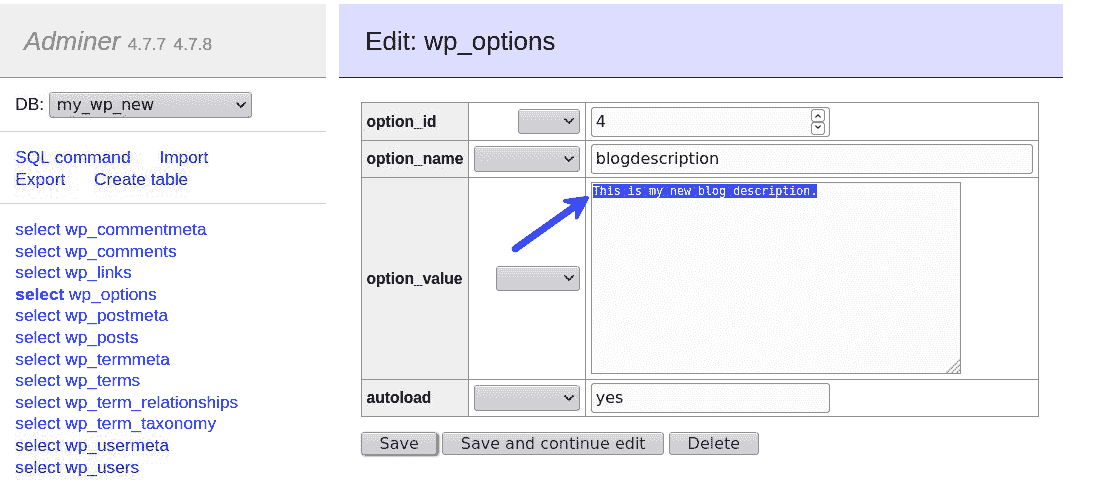 Adminer 4.7.7 4.7.8
Edit: wp_options
DB: my_wp_new
SQL command Import
Export Create table
select wp_commentmeta
select wp_comments
select wp_links
select wp_options
select wp_postmeta
select wp_posts
select wp_termmeta
select wp_terms
select wp_term_relationships
select wp_term_taxonomy
select wp_usermeta
select wp_users
option_id 4
option_name blogdescription
option_value This is my new blog description.
autoload yes
Save Save and continue edit Delete